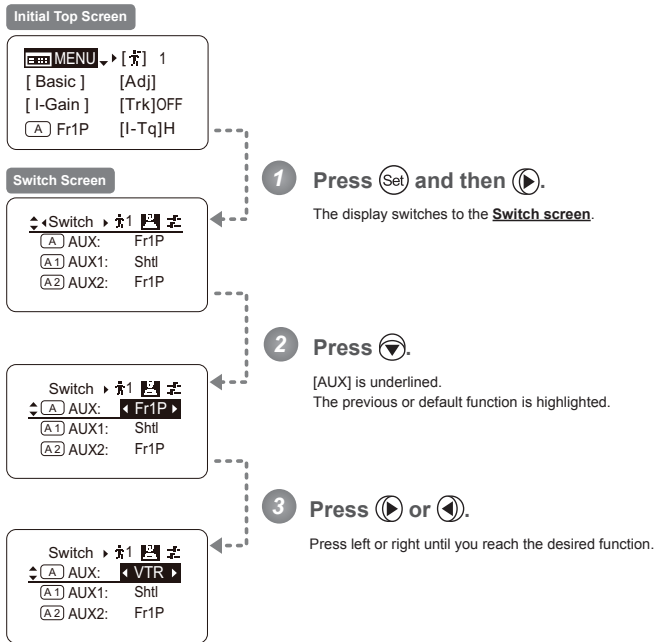 Initial Top Screen
MENU [ ] 1
[ Basic ] [Adj]
[ I-Gain ] [Trk]OFF
A Fr1P [I-Tq]H
1 Press Set and then .
The display switches to the Switch screen.
Switch Screen
Switch 1
A AUX: Fr1P
A1 AUX1: Shtl
A2 AUX2: Fr1P
2 Press .
[AUX] is underlined.
The previous or default function is highlighted.
Switch 1
A AUX: Fr1P
A1 AUX1: Shtl
A2 AUX2: Fr1P
3 Press or .
Press left or right until you reach the desired function.
Switch 1
A AUX: VTR
A1 AUX1: Shtl
A2 AUX2: Fr1P